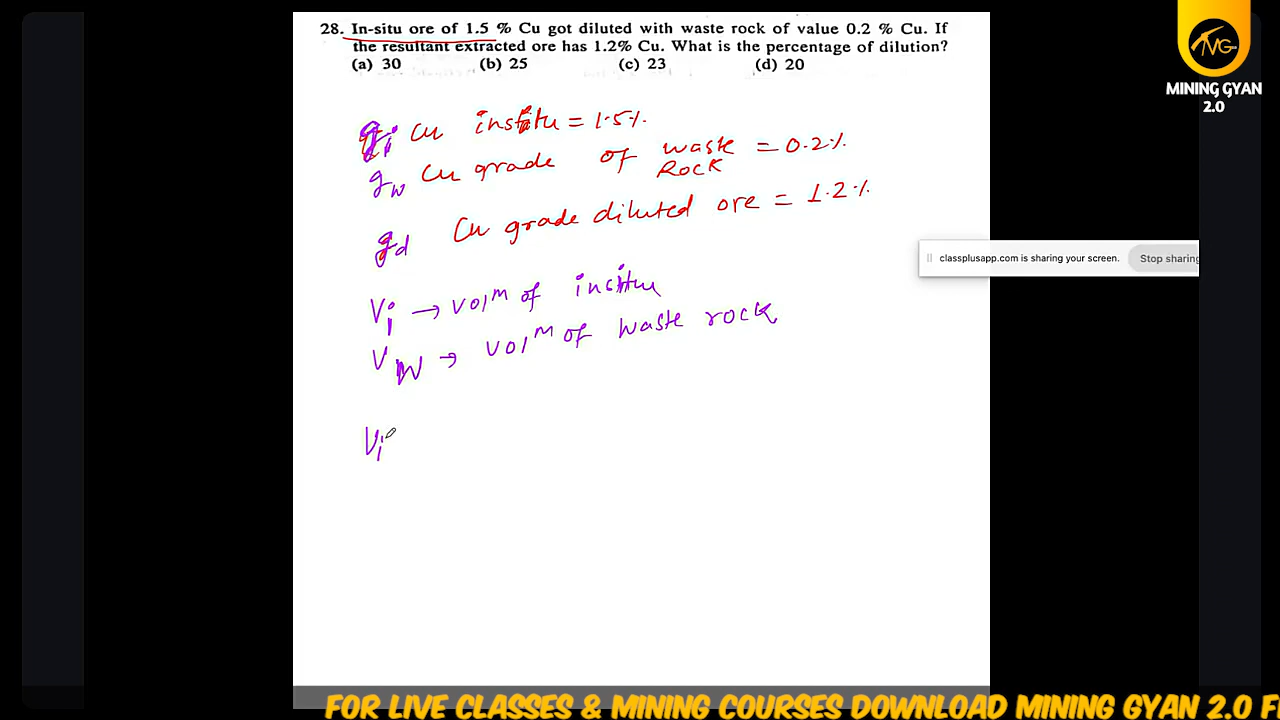 28. In-situ ore of 1.5 % Cu got diluted with waste rock of value 0.2 % Cu. If
the resultant extracted ore has 1.2% Cu. What is the percentage of dilution?
(a) 30 (b) 25 (c) 23 (d) 20
TVG
MINING GYAN
2.0
gi Cu insitu = 1.5%
gw Cu grade of waste Rock = 0.2%
gd Cu grade diluted ore = 1.2%
classplusapp.com is sharing your screen. Stop sharing
Vi → volm of insitu
Vw → volm of waste rock
Vi
FOR LIVE CLASSES & MINING COURSES DOWNLOAD MINING GYAN 2.0 F